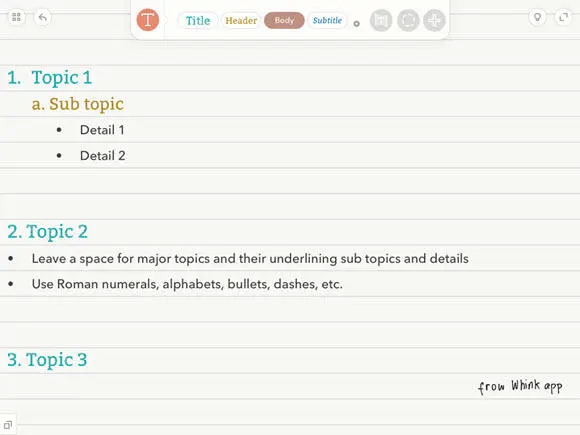 T Title Header Body Subtitle
1. Topic 1
a. Sub topic
• Detail 1
• Detail 2
2. Topic 2
• Leave a space for major topics and their underlining sub topics and details
• Use Roman numerals, alphabets, bullets, dashes, etc.
3. Topic 3
from Whink app